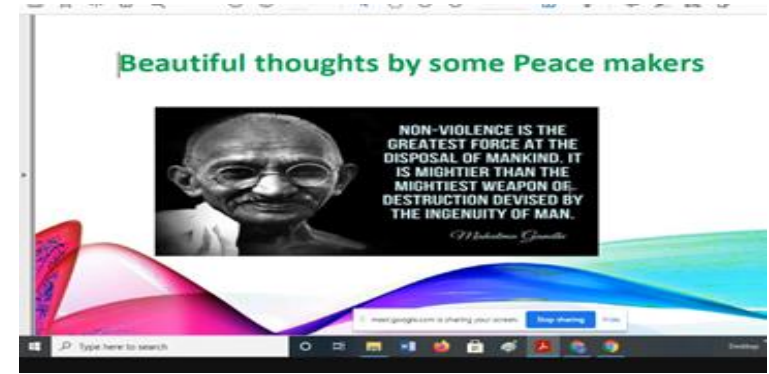 Beautiful thoughts by some Peace makers
NON-VIOLENCE IS THE
GREATEST FORCE AT THE
DISPOSAL OF MANKIND. IT
IS MIGHTIER THAN THE
MIGHTIEST WEAPON OF
DESTRUCTION DEVISED BY
THE INGENUITY OF MAN.
Mahatma Gandhi
meet.google.com is sharing your screen. Stop sharing Hide
Type here to search
Desktop